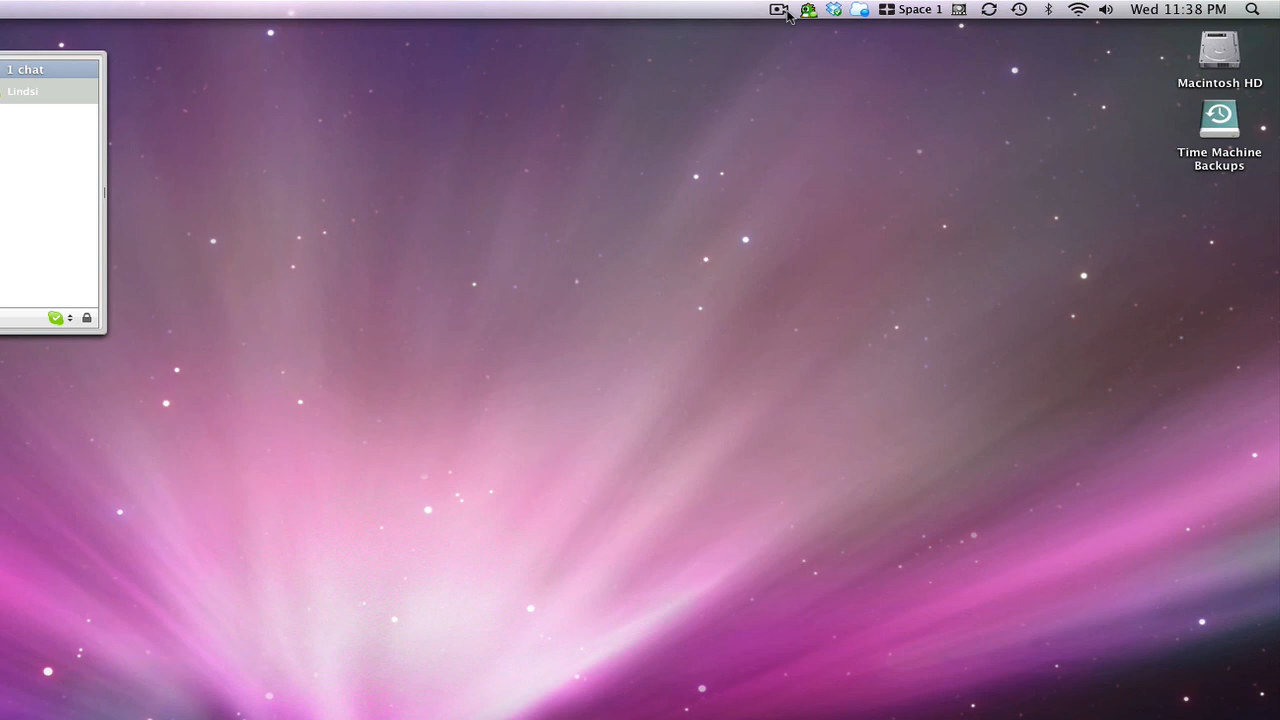 Space 1
Wed 11:38 PM
1 chat
Lindsi
Macintosh HD
Time Machine
Backups